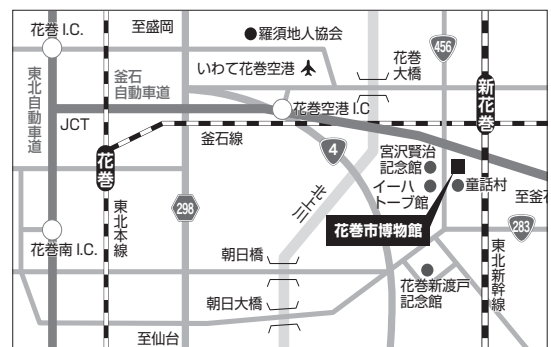 花巻 I.C.
至盛岡
●羅須地人協会
いわて花巻空港
花巻
大橋
456
東北自動車道
釜石
自動車道
花巻空港 I.C
新花巻
JCT
釜石線
4
宮沢賢治
記念館
花巻
イーハ
トーブ館
童話村
至釜石
298
北上川
花巻市博物館
283
東北本線
花巻南 I.C.
朝日橋
東北新幹線
花巻新渡戸
記念館
朝日大橋
至仙台